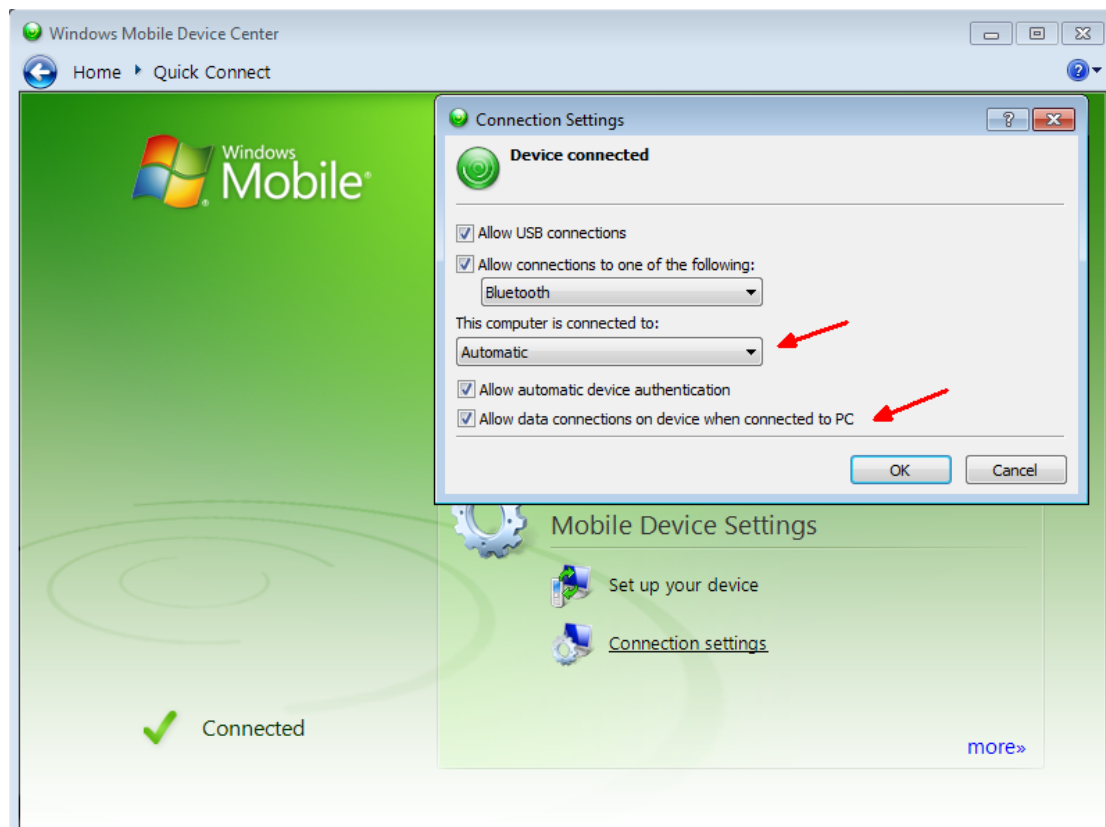 Windows Mobile Device Center
Home Quick Connect
Windows
Mobile
Connection Settings
Device connected
Allow USB connections
Allow connections to one of the following:
Bluetooth
This computer is connected to:
Automatic
Allow automatic device authentication
Allow data connections on device when connected to PC
OK Cancel
Mobile Device Settings
Set up your device
Connection settings
Connected
more»